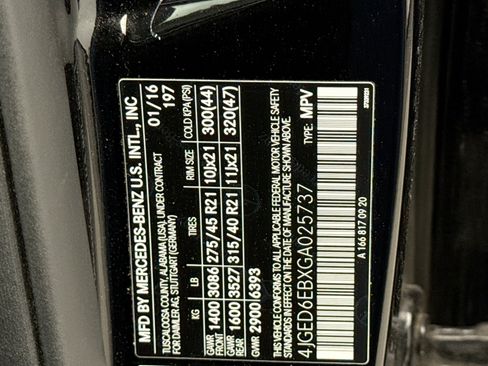 MFD BY MERCEDES-BENZ U.S. INTL., INC
TUSCALOOSA COUNTY, ALABAMA (USA), UNDER CONTRACT
FOR DAIMLER AG, STUTTGART (GERMANY)
01/16
197
KG LB TIRES RIM SIZE COLD KPA(PSI)
GAWR FRONT 1400 3086 275/45 R21 10Jx21 300(44)
GAWR REAR 1600 3527 315/40 R21 11Jx21 320(47)
GVWR 2900 6393
VEHICLE CONFORMS TO ALL APPLICABLE FEDERAL MOTOR VEHICLE SAFETY
STANDARDS IN EFFECT ON THE DATE OF MANUFACTURE SHOWN ABOVE.
4JGED6EBXGA025737 TYPE: MPV
A 166 817 09 20